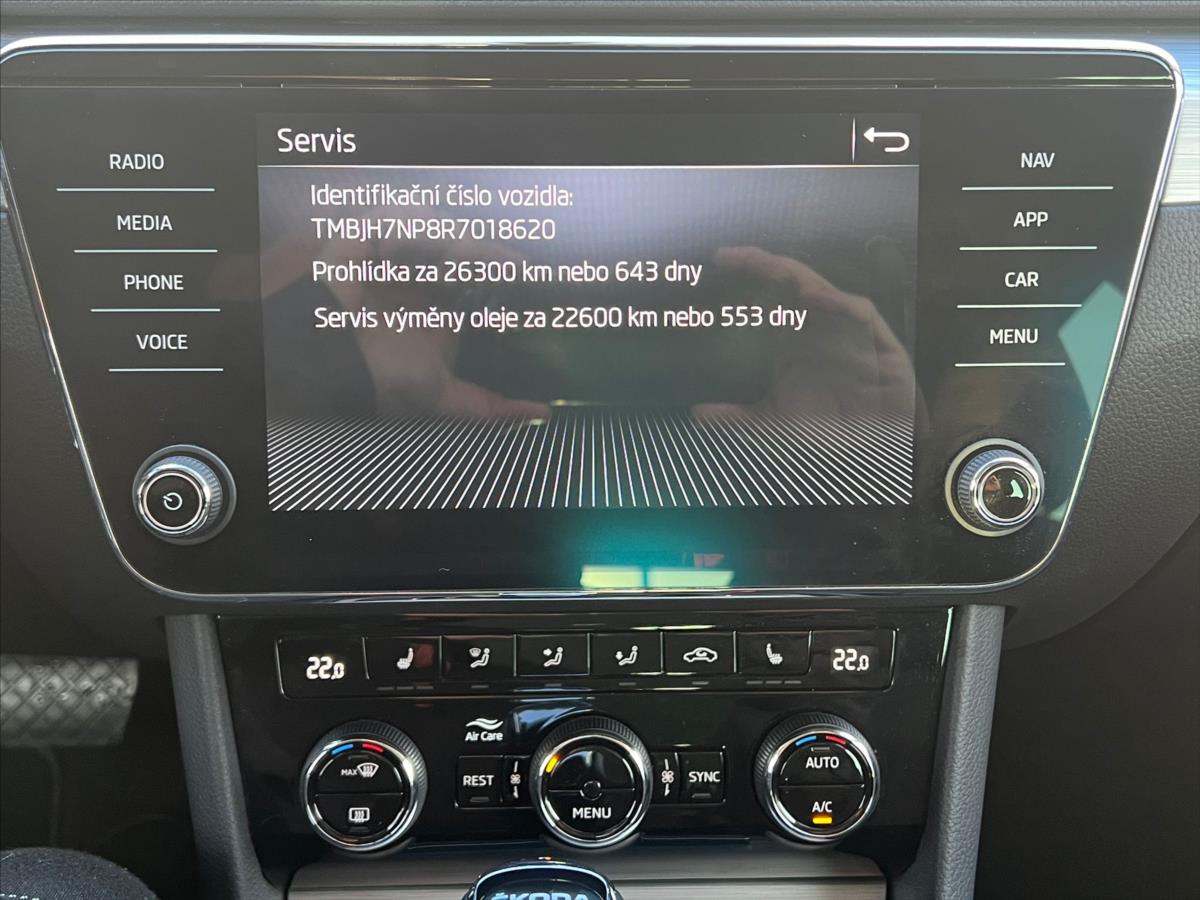 Servis
Identifikační číslo vozidla:
TMBJH7NP8R7018620
Prohlídka za 26300 km nebo 643 dny
Servis výměny oleje za 22600 km nebo 553 dny
RADIO
MEDIA
PHONE
VOICE
NAV
APP
CAR
MENU
22.0
22.0
Air Care
MAX
REST
MENU
SYNC
AUTO
A/C
ŠKODA